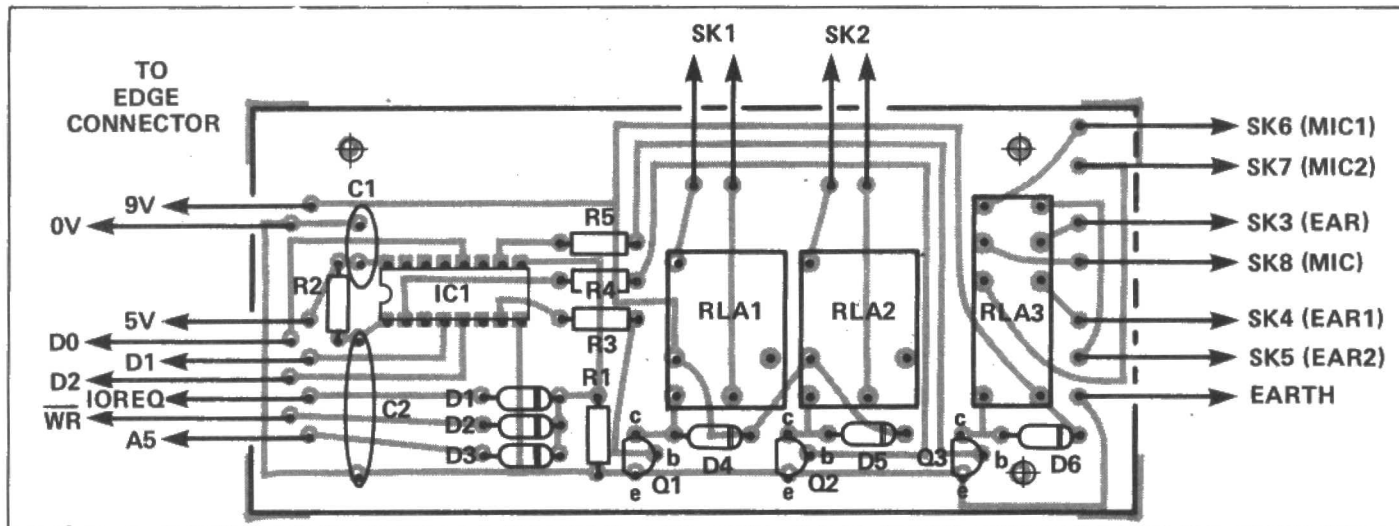 SK1
SK2
TO
EDGE
CONNECTOR
9V
0V
5V
D0
D1
D2
IOREQ
WR
A5
C1
R2
IC1
R5
R4
R3
R1
C2
D1
D2
D3
RLA1
RLA2
RLA3
c
b
e
Q1
D4
c
b
e
Q2
D5
Q3
c
b
e
D6
SK6 (MIC1)
SK7 (MIC2)
SK3 (EAR)
SK8 (MIC)
SK4 (EAR1)
SK5 (EAR2)
EARTH